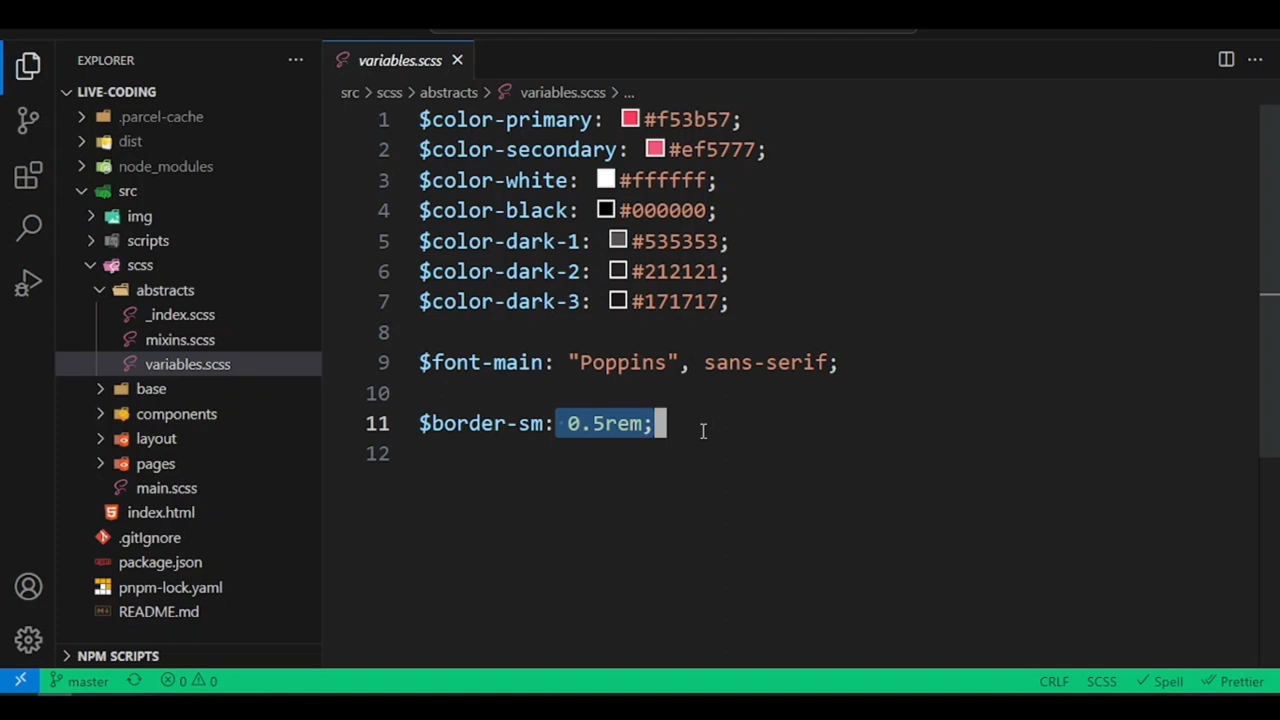 EXPLORER
LIVE-CODING
.parcel-cache
dist
node_modules
src
img
scripts
scss
abstracts
_index.scss
mixins.scss
variables.scss
base
components
layout
pages
main.scss
index.html
.gitIgnore
package.json
pnpm-lock.yaml
README.md
NPM SCRIPTS
variables.scss
src > scss > abstracts > variables.scss > ...
1 $color-primary: #f53b57;
2 $color-secondary: #ef5777;
3 $color-white: #ffffff;
4 $color-black: #000000;
5 $color-dark-1: #535353;
6 $color-dark-2: #212121;
7 $color-dark-3: #171717;
8
9 $font-main: "Poppins", sans-serif;
10
11 $border-sm: 0.5rem;
12
master 0 0 CRLF SCSS Spell Prettier